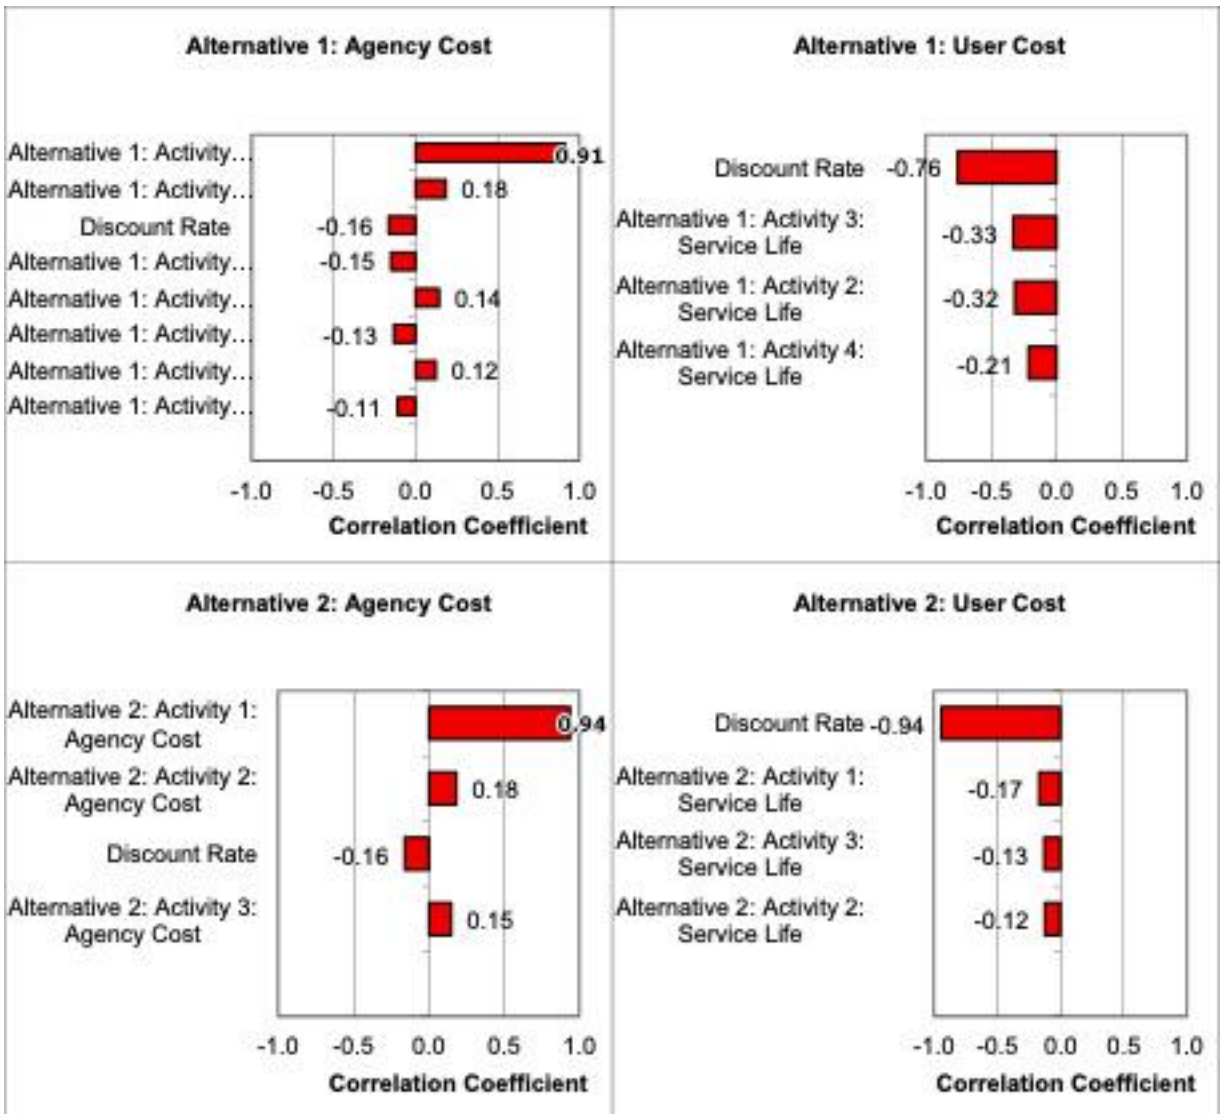 Alternative 1: Agency Cost
Alternative 1: Activity...
0.91
Alternative 1: Activity...
0.18
Discount Rate
-0.16
Alternative 1: Activity...
-0.15
Alternative 1: Activity...
0.14
Alternative 1: Activity...
-0.13
Alternative 1: Activity...
0.12
Alternative 1: Activity...
-0.11
-1.0 -0.5 0.0 0.5 1.0
Correlation Coefficient
Alternative 1: User Cost
Discount Rate
-0.76
Alternative 1: Activity 3:
Service Life
-0.33
Alternative 1: Activity 2:
Service Life
-0.32
Alternative 1: Activity 4:
Service Life
-0.21
-1.0 -0.5 0.0 0.5 1.0
Correlation Coefficient
Alternative 2: Agency Cost
Alternative 2: Activity 1:
Agency Cost
0.94
Alternative 2: Activity 2:
Agency Cost
0.18
Discount Rate
-0.16
Alternative 2: Activity 3:
Agency Cost
0.15
-1.0 -0.5 0.0 0.5 1.0
Correlation Coefficient
Alternative 2: User Cost
Discount Rate
-0.94
Alternative 2: Activity 1:
Service Life
-0.17
Alternative 2: Activity 3:
Service Life
-0.13
Alternative 2: Activity 2:
Service Life
-0.12
-1.0 -0.5 0.0 0.5 1.0
Correlation Coefficient